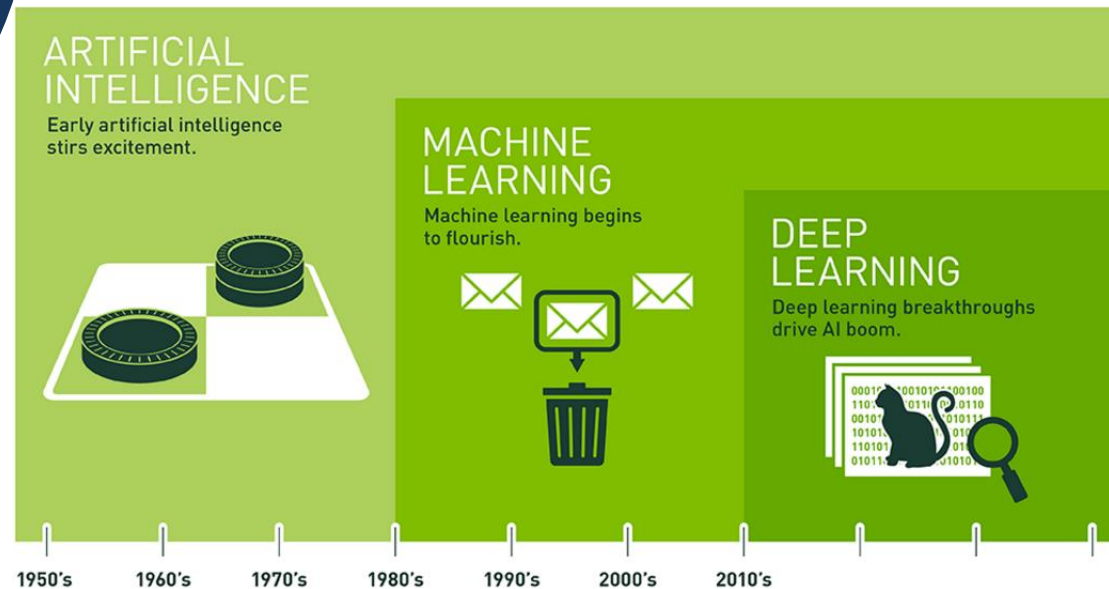 ARTIFICIAL
INTELLIGENCE
Early artificial intelligence
stirs excitement.
MACHINE
LEARNING
Machine learning begins
to flourish.
DEEP
LEARNING
Deep learning breakthroughs
drive AI boom.
1950's 1960's 1970's 1980's 1990's 2000's 2010's